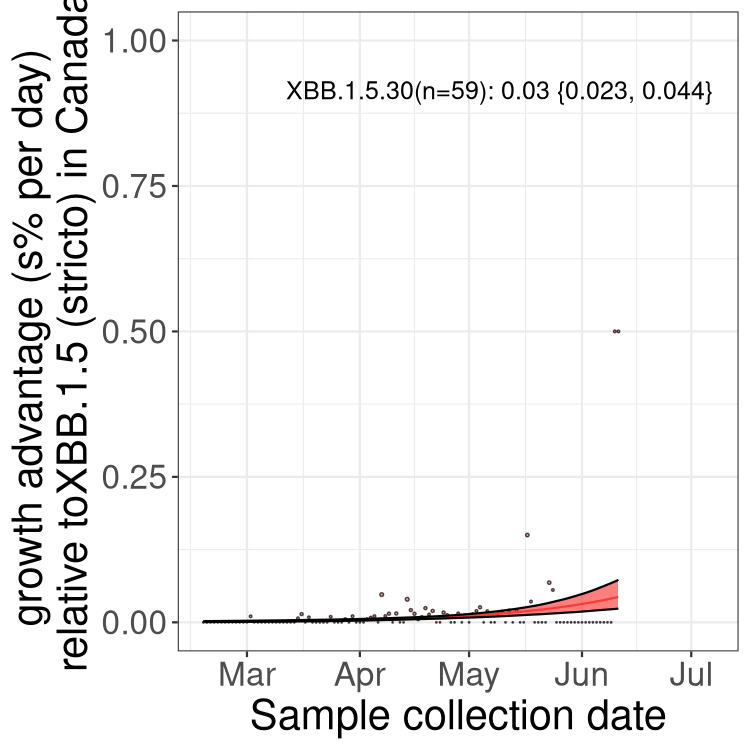 growth advantage (s% per day)
relative toXBB.1.5 (stricto) in Canada
1.00
0.75
0.50
0.25
0.00
XBB.1.5.30(n=59): 0.03 {0.023, 0.044}
Mar Apr May Jun Jul
Sample collection date